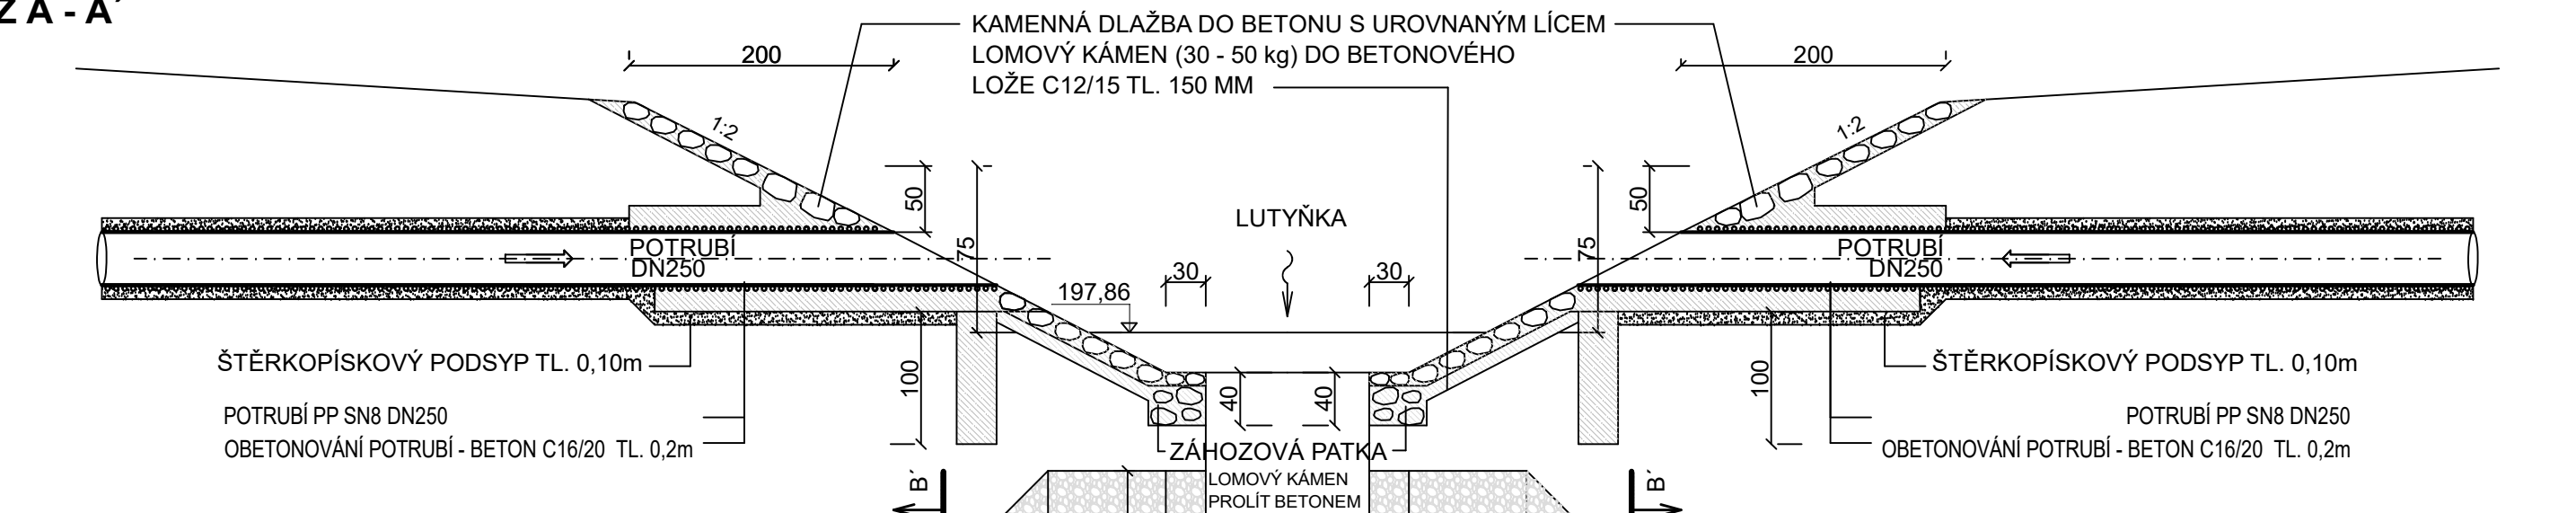 Z A - A´
KAMENNÁ DLAŽBA DO BETONU S UROVNANÝM LÍCEM
LOMOVÝ KÁMEN (30 - 50 kg) DO BETONOVÉHO
LOŽE C12/15 TL. 150 MM
200
200
1:2
1:2
50
75
50
75
LUTYŇKA
POTRUBÍ
DN250
POTRUBÍ
DN250
30
30
197,86
100
40
40
100
ŠTĚRKOPÍSKOVÝ PODSYP TL. 0,10m
ŠTĚRKOPÍSKOVÝ PODSYP TL. 0,10m
POTRUBÍ PP SN8 DN250
OBETONOVÁNÍ POTRUBÍ - BETON C16/20 TL. 0,2m
POTRUBÍ PP SN8 DN250
OBETONOVÁNÍ POTRUBÍ - BETON C16/20 TL. 0,2m
ZÁHOZOVÁ PATKA
LOMOVÝ KÁMEN
PROLÍT BETONEM
B´
B´